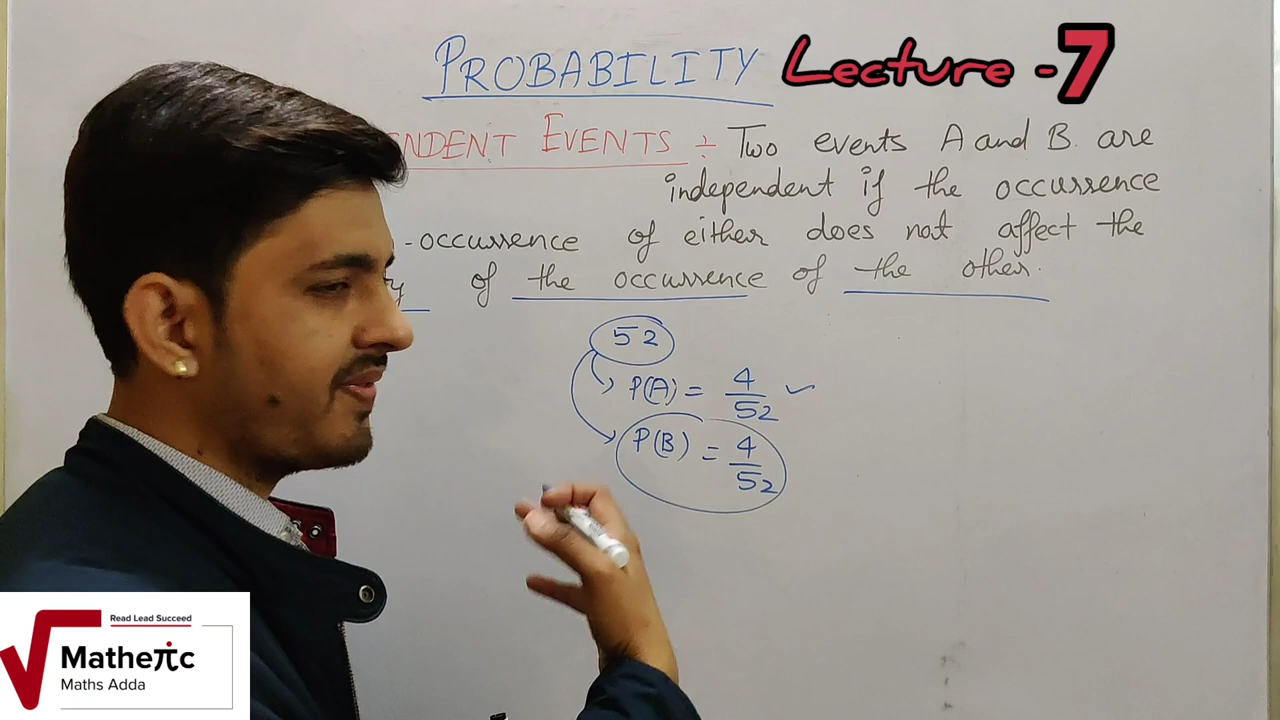 PROBABILITY Lecture -7
NDENT EVENTS ÷ Two events A and B are
independent if the occurrence
-occurrence of either does not affect the
y of the occurrence of the other.
52
P(A) = 4/52 ✓
P(B) = 4/52
Read Lead Succeed
Matheπc
Maths Adda